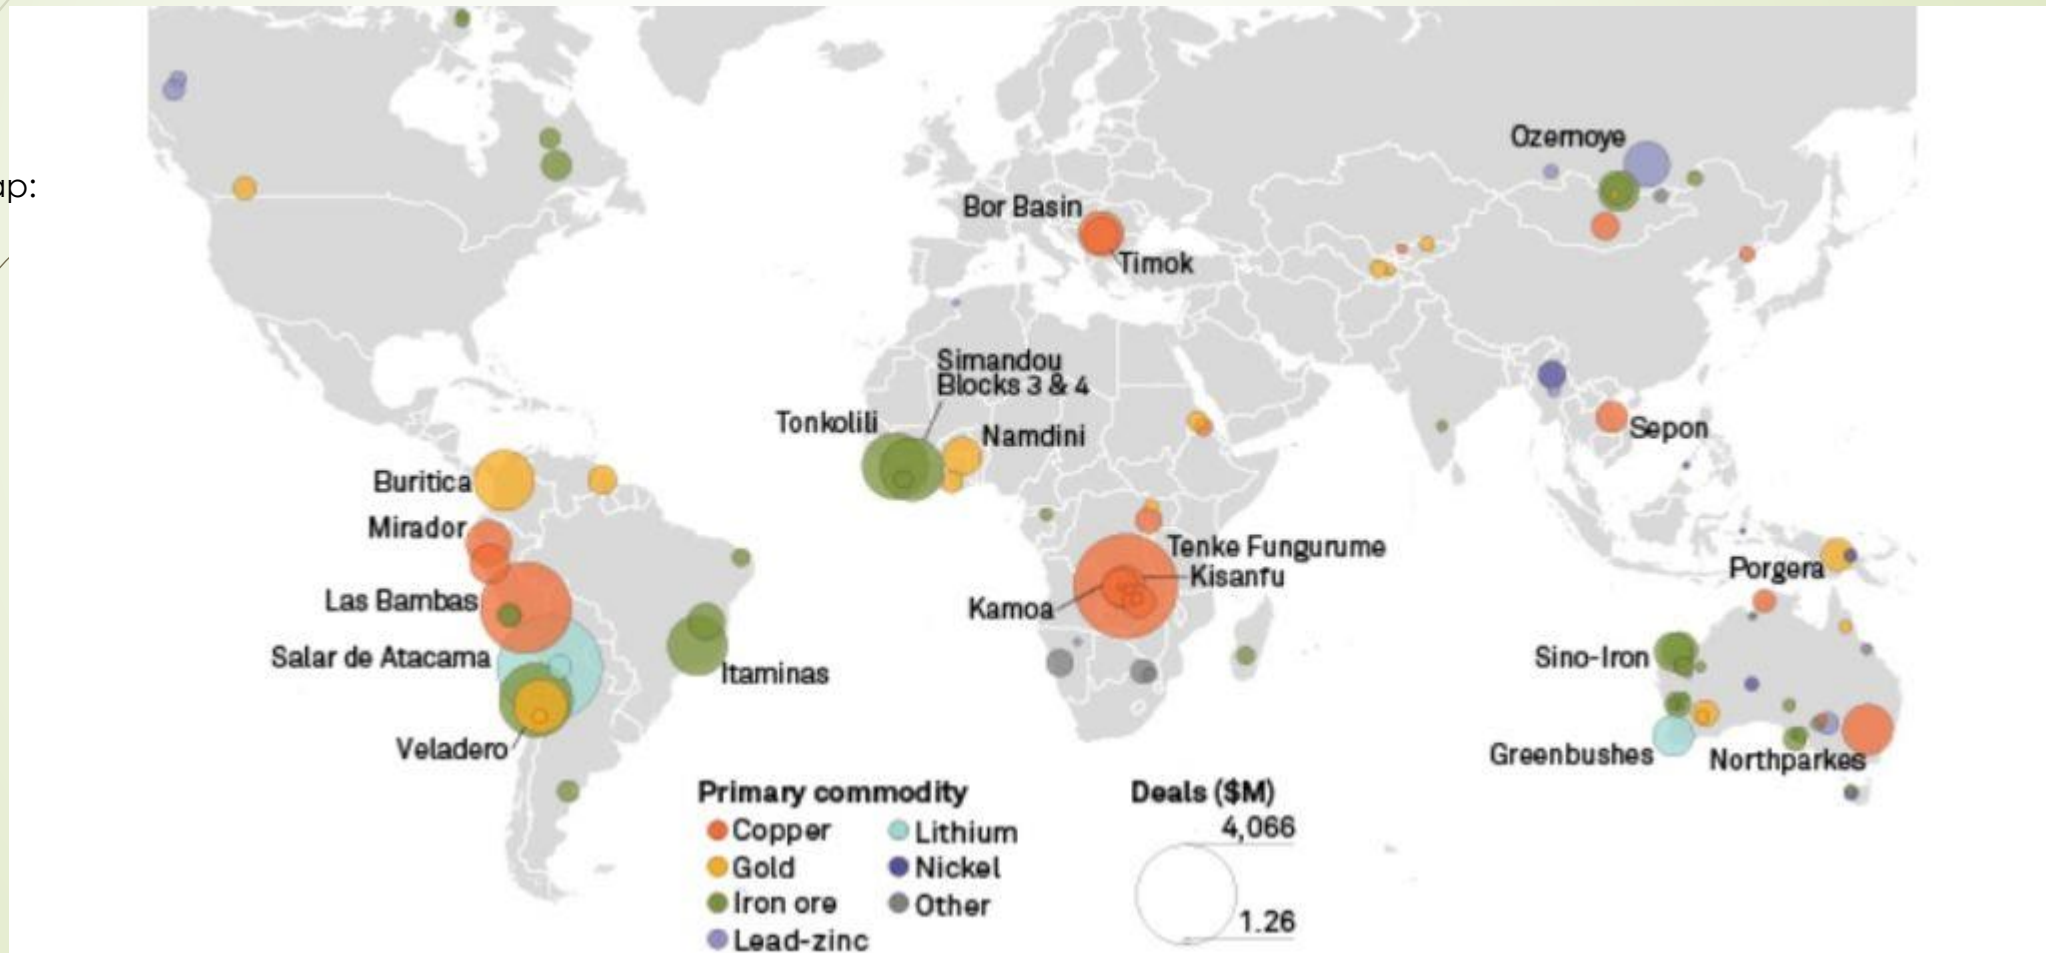 ap:
Ozernoye
Bor Basin
Timok
Simandou
Blocks 3 & 4
Tonkolili
Namdini
Sepon
Buritica
Mirador
Tenke Fungurume
Kisanfu
Porgera
Las Bambas
Kamoa
Salar de Atacama
Itaminas
Sino-Iron
Veladero
Greenbushes
Northparkes
Primary commodity
Copper
Gold
Iron ore
Lead-zinc
Lithium
Nickel
Other
Deals ($M)
4,066
1.26